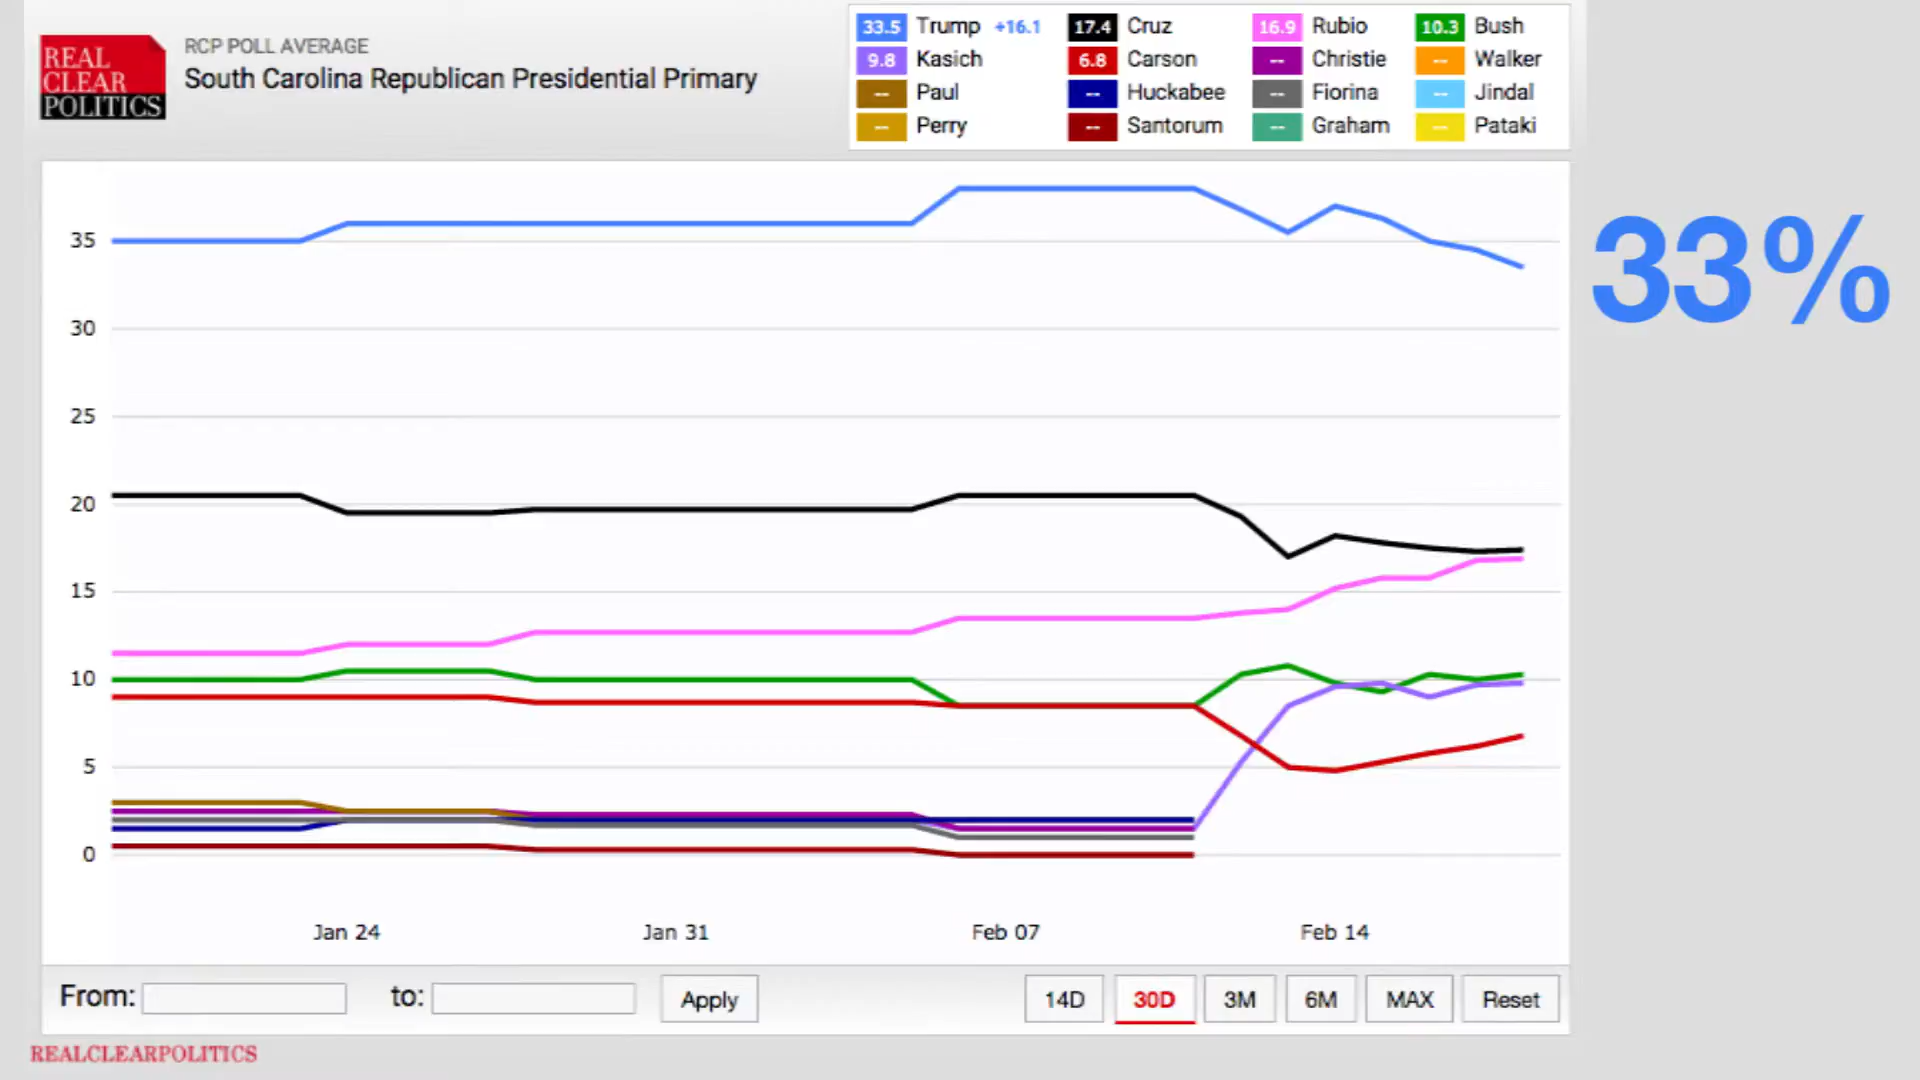 REAL
CLEAR
POLITICS
RCP POLL AVERAGE
South Carolina Republican Presidential Primary
33.5 Trump +16.1 17.4 Cruz 16.9 Rubio 10.3 Bush
9.8 Kasich 6.8 Carson -- Christie -- Walker
-- Paul -- Huckabee -- Fiorina -- Jindal
-- Perry -- Santorum -- Graham -- Pataki
33%
35
30
25
20
15
10
5
0
Jan 24 Jan 31 Feb 07 Feb 14
From: to: Apply 14D 30D 3M 6M MAX Reset
REALCLEARPOLITICS